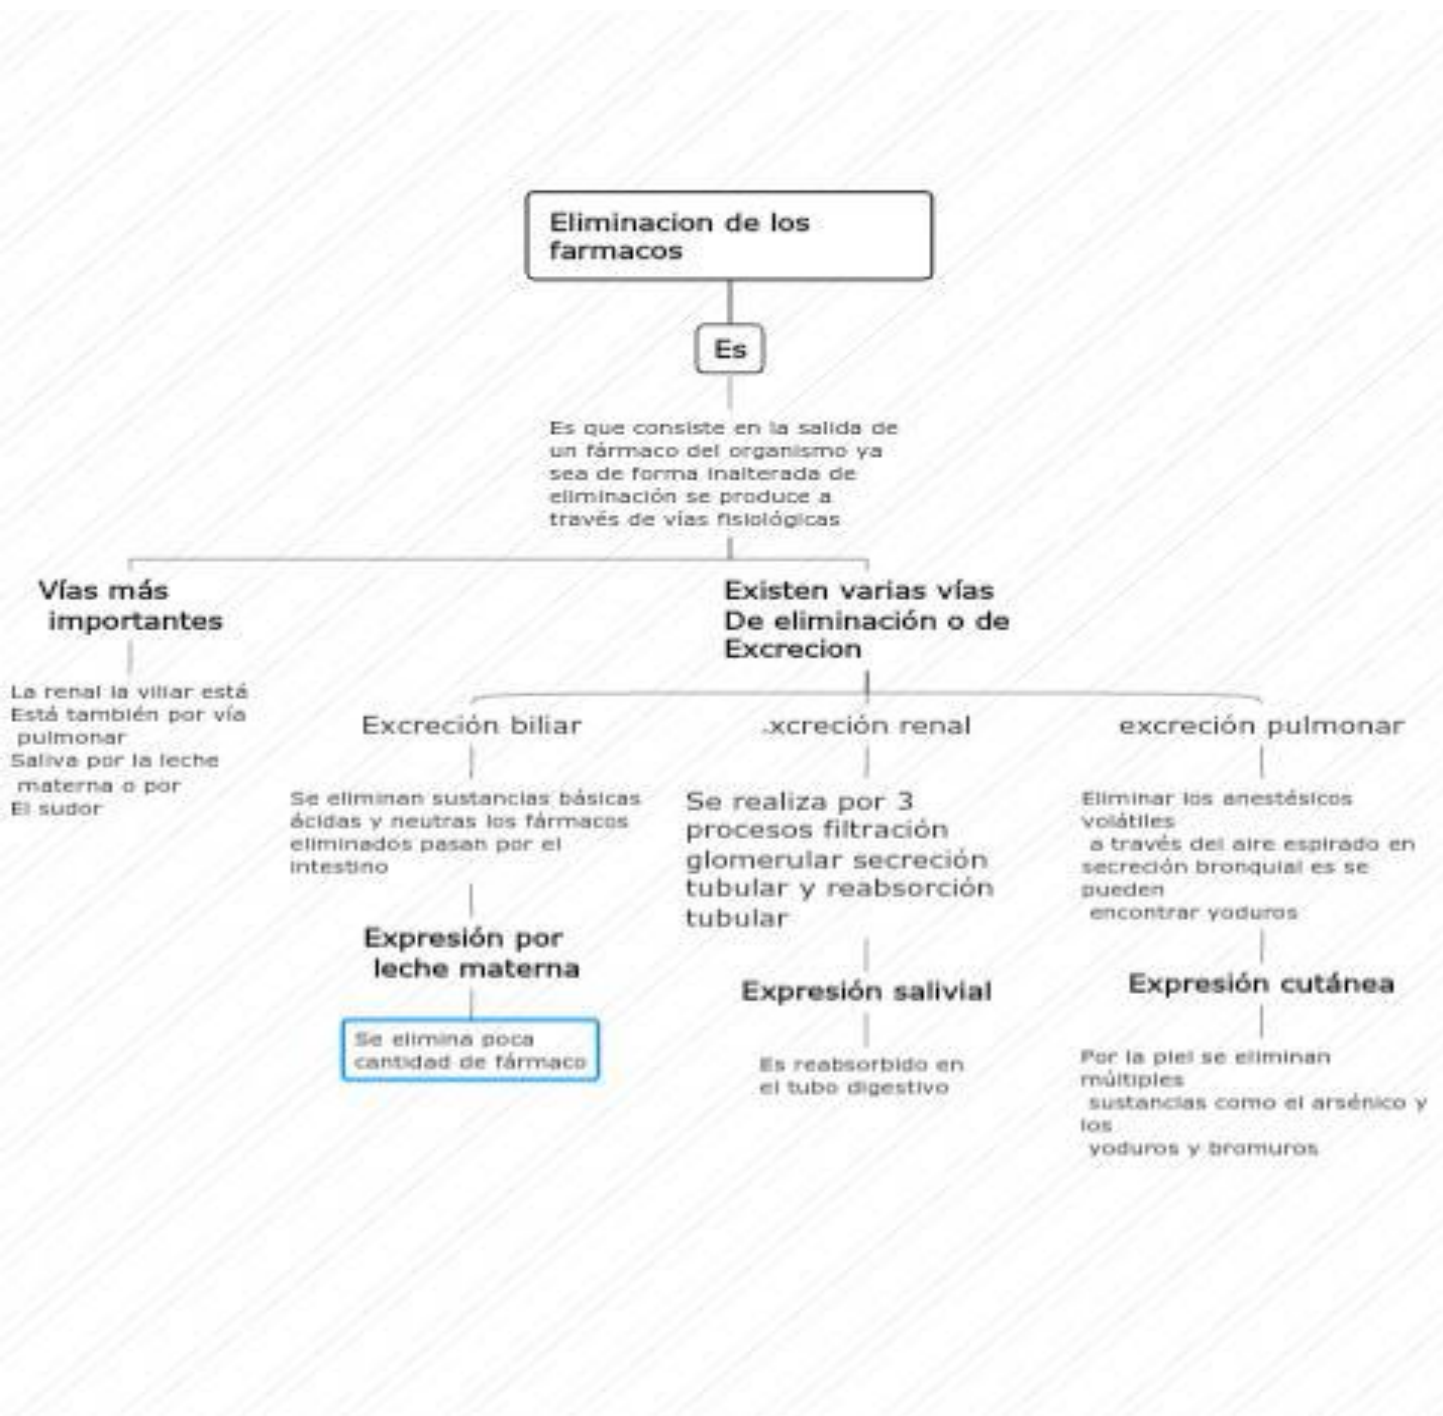 Eliminacion de los
farmacos
Es
Es que consiste en la salida de
un fármaco del organismo ya
sea de forma inalterada de
eliminación se produce a
través de vías fisiológicas
Vías más
importantes
La renal la viliar está
Está también por vía
pulmonar
Saliva por la leche
materna o por
El sudor
Existen varias vías
De eliminación o de
Excrecion
Excreción biliar
Se eliminan sustancias básicas
ácidas y neutras los fármacos
eliminados pasan por el
intestino
Expresión por
leche materna
Se elimina poca
cantidad de fármaco
.xcreción renal
Se realiza por 3
procesos filtración
glomerular secreción
tubular y reabsorción
tubular
Expresión salivial
Es reabsorbido en
el tubo digestivo
excreción pulmonar
Eliminar los anestésicos
volátiles
a través del aire espirado en
secreción bronquial es se
pueden
encontrar yoduros
Expresión cutánea
Por la piel se eliminan
múltiples
sustancias como el arsénico y
los
yoduros y bromuros